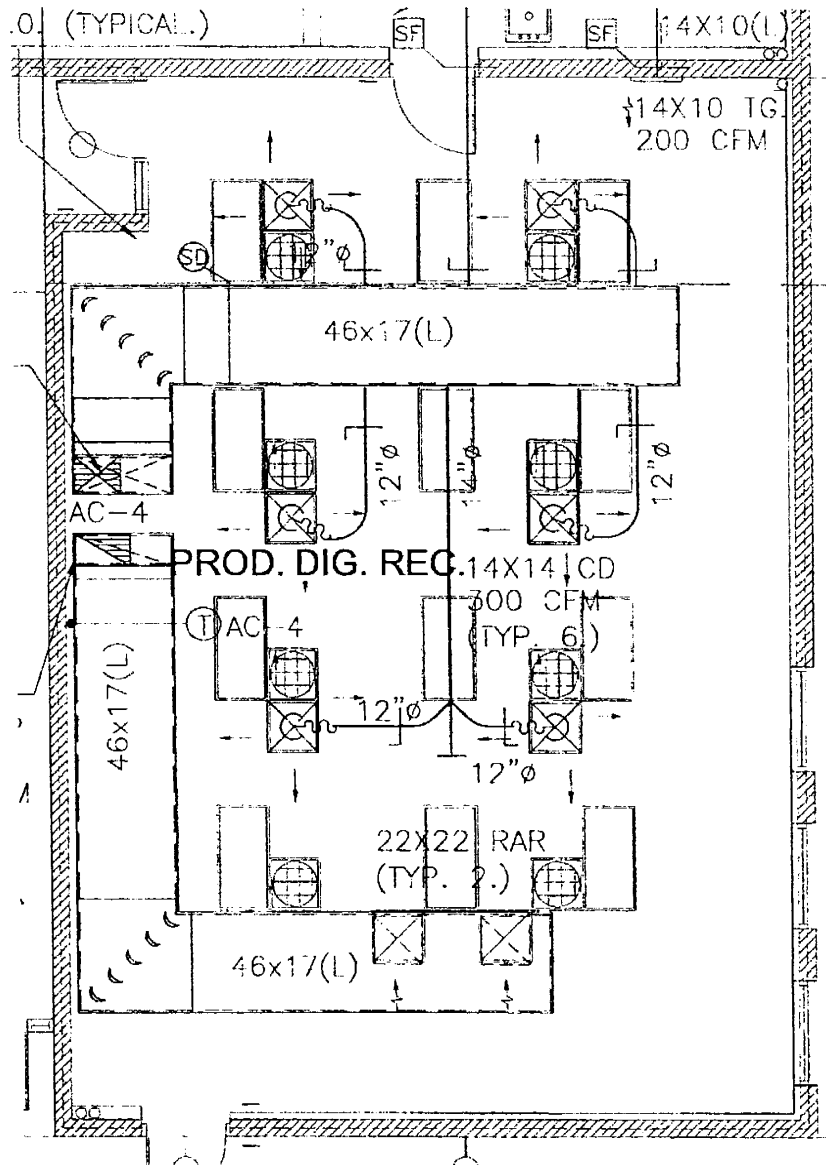 .O. (TYPICAL.)
SF
SF
14X10(L)
14X10 TG.
200 CFM
SD
12"ø
46x17(L)
12"ø
14"ø
12"ø
AC-4
PROD. DIG. REC.
14X14 CD
300 CFM
(TYP. 6.)
T AC-4
46x17(L)
12"ø
12"ø
22X22 RAR
(TYP. 2.)
46x17(L)